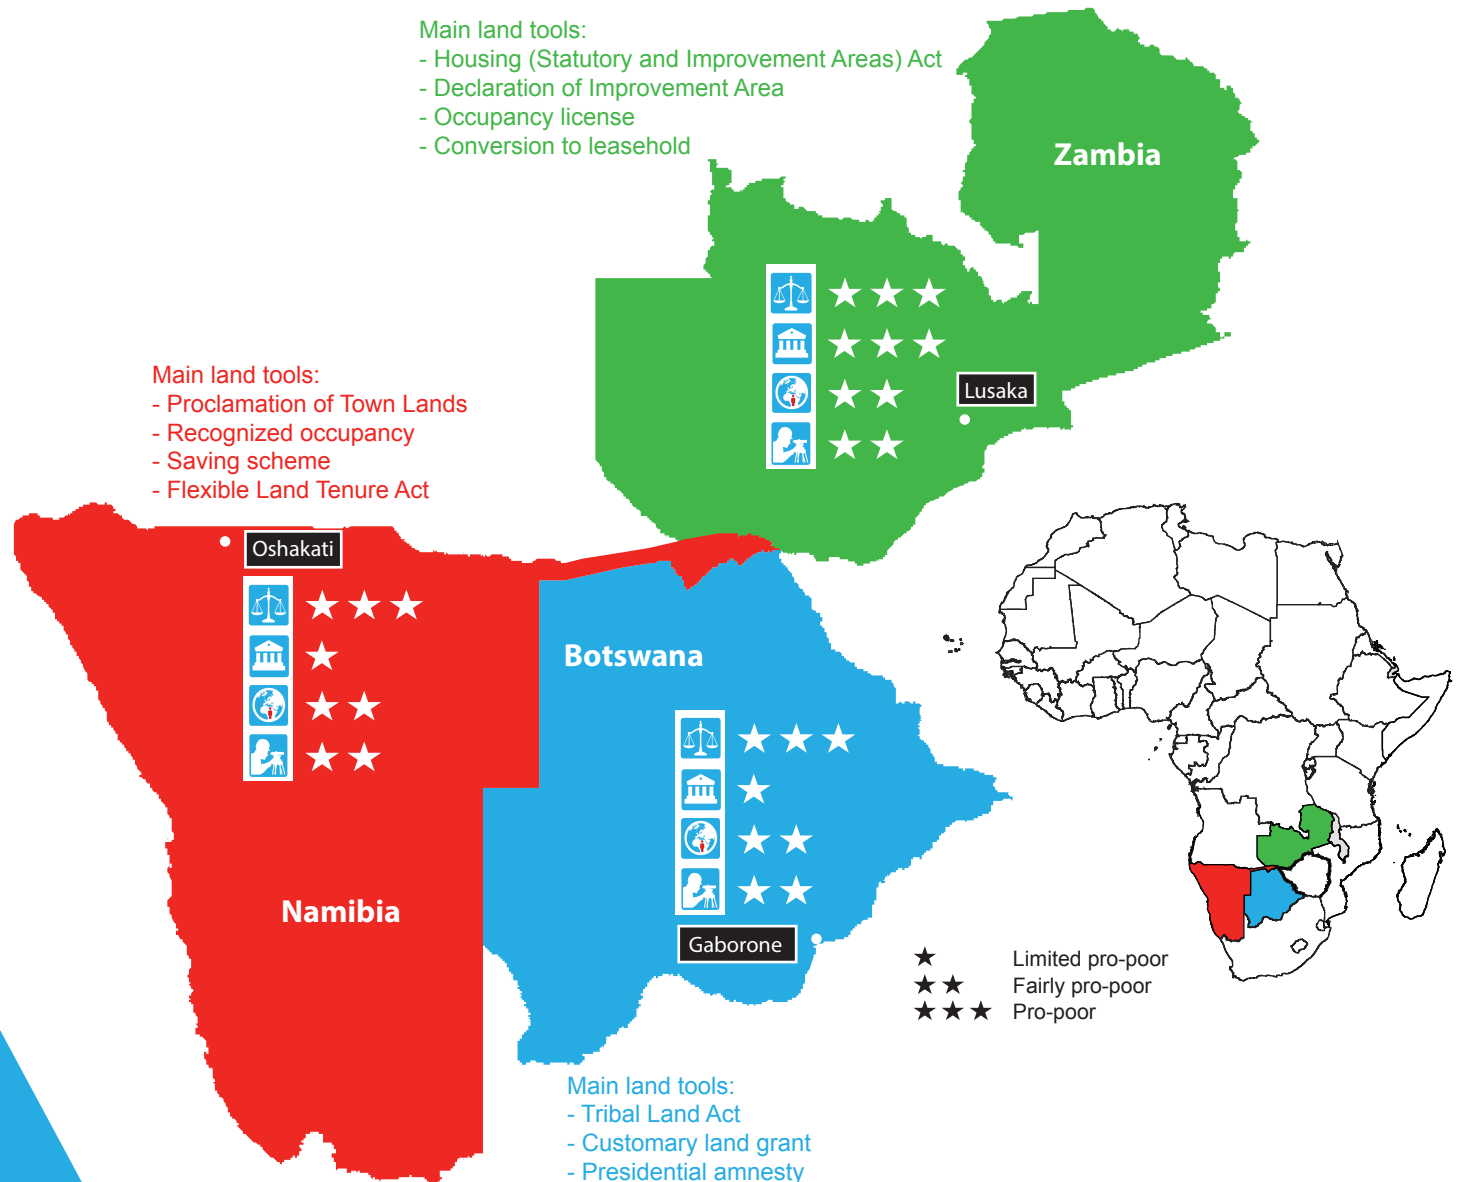 Main land tools:
- Housing (Statutory and Improvement Areas) Act
- Declaration of Improvement Area
- Occupancy license
- Conversion to leasehold
Zambia
Lusaka
Main land tools:
- Proclamation of Town Lands
- Recognized occupancy
- Saving scheme
- Flexible Land Tenure Act
Oshakati
Botswana
Namibia
Gaborone
Limited pro-poor
Fairly pro-poor
Pro-poor
Main land tools:
- Tribal Land Act
- Customary land grant
- Presidential amnesty